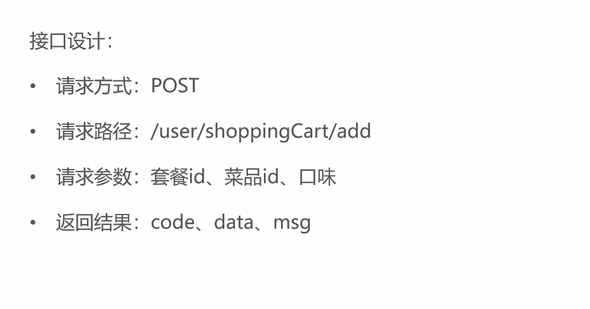 接口设计：
• 请求方式：POST
• 请求路径：/user/shoppingCart/add
• 请求参数：套餐id、菜品id、口味
• 返回结果：code、data、msg